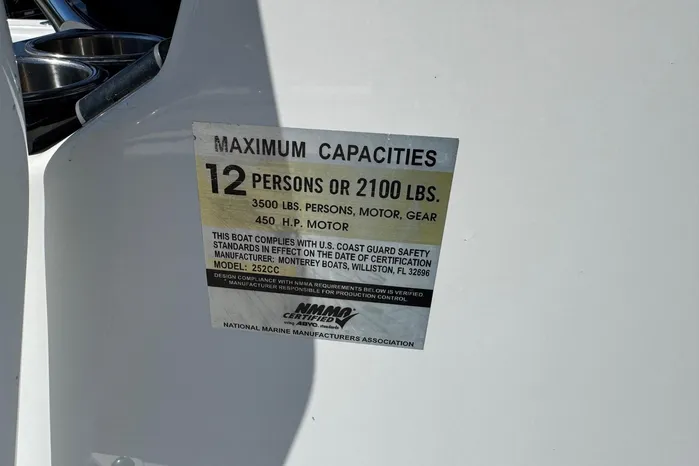 MAXIMUM CAPACITIES
12 PERSONS OR 2100 LBS.
3500 LBS. PERSONS, MOTOR, GEAR
450 H.P. MOTOR
THIS BOAT COMPLIES WITH U.S. COAST GUARD SAFETY
STANDARDS IN EFFECT ON THE DATE OF CERTIFICATION
MANUFACTURER: MONTEREY BOATS, WILLISTON, FL 32696
MODEL: 252CC
DESIGN COMPLIANCE WITH NMMA REQUIREMENTS BELOW IS VERIFIED
MANUFACTURER RESPONSIBLE FOR PRODUCTION CONTROL
NMMA
CERTIFIED
using ABYC standards
NATIONAL MARINE MANUFACTURERS ASSOCIATION